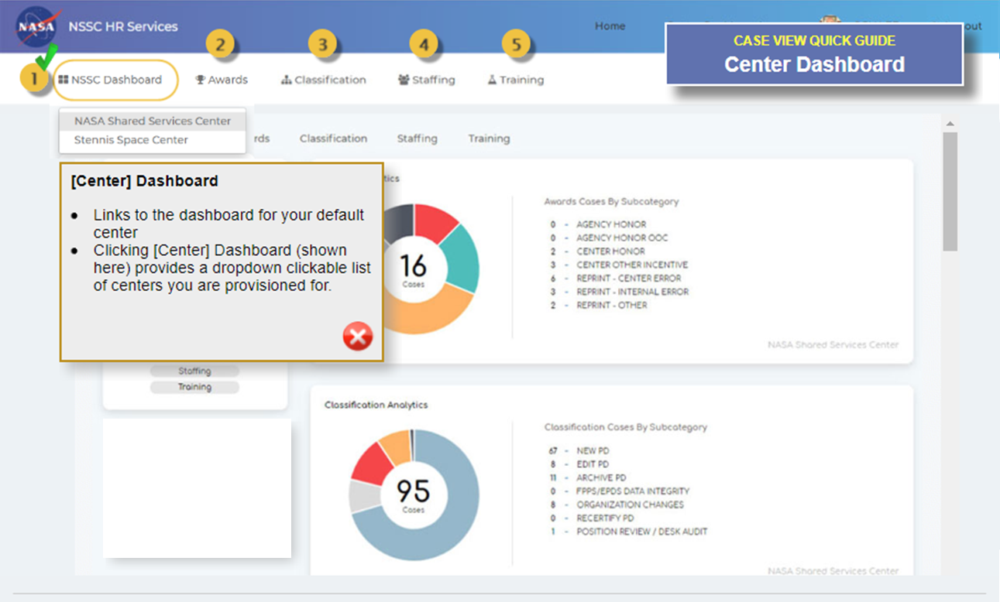 NASA
NSSC HR Services
Home
out
CASE VIEW QUICK GUIDE
Center Dashboard
1
2
3
4
5
NSSC Dashboard
Awards
Classification
Staffing
Training
NASA Shared Services Center
Stennis Space Center
rds
Classification
Staffing
Training
[Center] Dashboard
• Links to the dashboard for your default
center
• Clicking [Center] Dashboard (shown
here) provides a dropdown clickable list
of centers you are provisioned for.
Staffing
Training
tics
16
Cases
Awards Cases By Subcategory
0 - AGENCY HONOR
0 - AGENCY HONOR OOC
2 - CENTER HONOR
3 - CENTER OTHER INCENTIVE
6 - REPRINT - CENTER ERROR
3 - REPRINT - INTERNAL ERROR
2 - REPRINT - OTHER
NASA Shared Services Center
Classification Analytics
95
Cases
Classification Cases By Subcategory
67 - NEW PD
8 - EDIT PD
11 - ARCHIVE PD
0 - FPPS/EPDS DATA INTEGRITY
8 - ORGANIZATION CHANGES
0 - RECERTIFY PD
1 - POSITION REVIEW / DESK AUDIT
NASA Shared Services Center